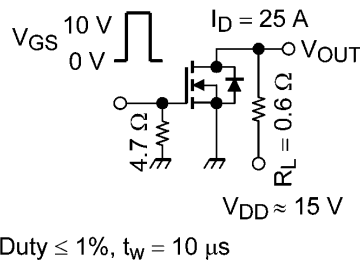 10 V
V_GS
0 V
I_D = 25 A
V_OUT
4.7 Ω
R_L = 0.6 Ω
V_DD ≈ 15 V
Duty ≤ 1%, t_w = 10 μs